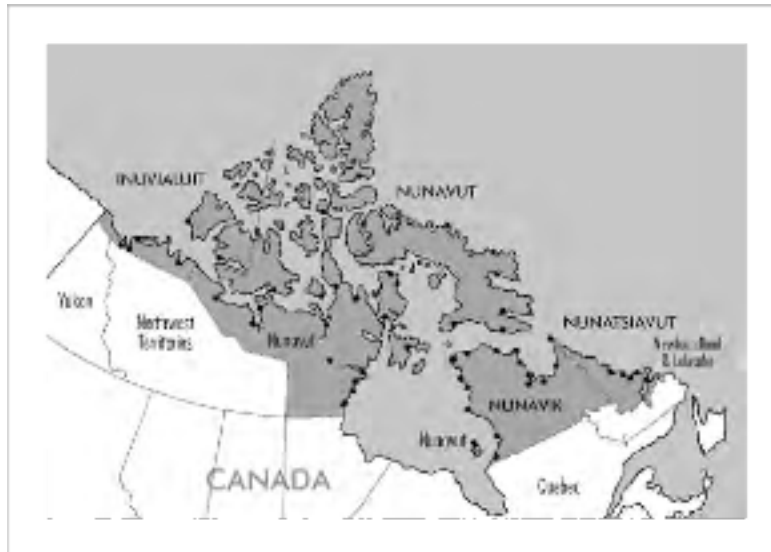 INUVIALUIT
NUNAVUT
Yukon
Northwest
Territories
Nunavut
NUNATSIAVUT
Newfoundland
& Labrador
NUNAVIK
Nunavut
CANADA
Quebec